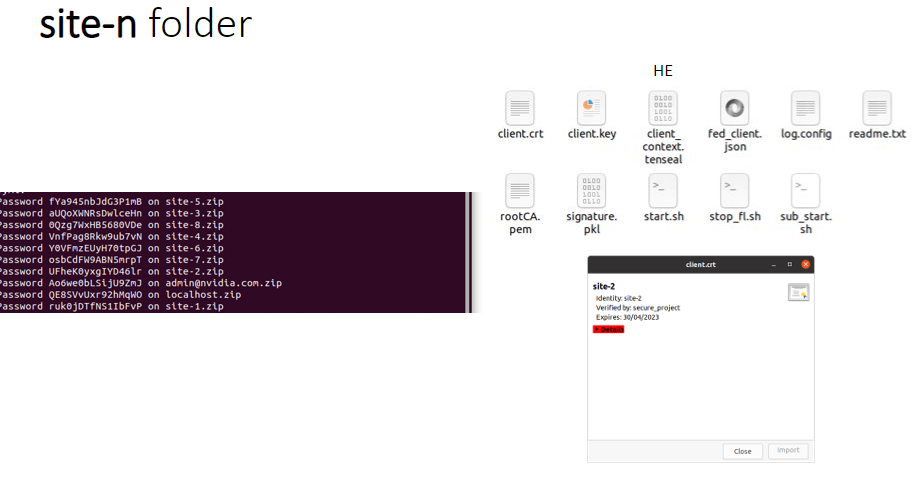 site-n folder
HE
client.crt
client.key
client_
context.
tenseal
fed_client.
json
log.config
readme.txt
rootCA.
pem
signature.
pkl
start.sh
stop_fl.sh
sub_start.
sh
Password fYa945nbJdG3P1mB on site-5.zip
Password aUQoXWNRsDwlceHn on site-3.zip
Password 0Qzg7WxHB5680VDe on site-8.zip
Password VnfPag8Rkw9ub7vN on site-4.zip
Password Y0VFmzEUyH70tpGJ on site-6.zip
Password osbCdFW9ABN5mrpT on site-7.zip
Password UFheK0yxgIYD46lr on site-2.zip
Password Ao6we0bLSijU9ZmJ on admin@nvidia.com.zip
Password QE8SVvUxr92hMqWO on localhost.zip
Password ruk0jDTfNS1IbFvP on site-1.zip
client.crt
site-2
Identity: site-2
Verified by: secure_project
Expires: 30/04/2023
Details
Close
Import